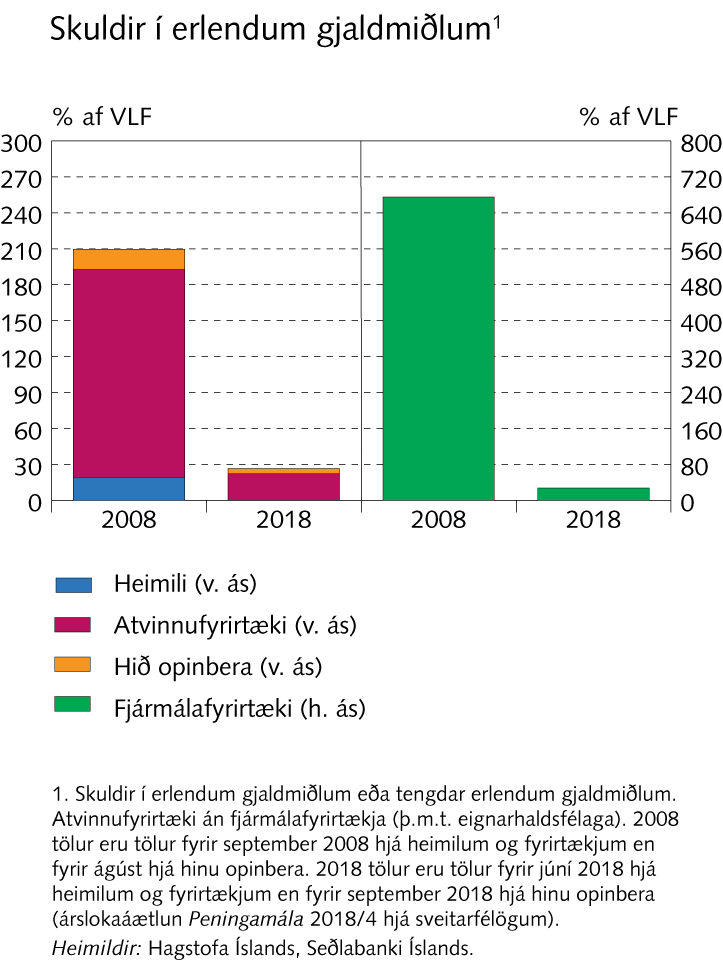 Skuldir í erlendum gjaldmiðlum¹
% af VLF
% af VLF
300
270
240
210
180
150
120
90
60
30
0
800
720
640
560
480
400
320
240
160
80
0
2008
2018
2008
2018
Heimili (v. ás)
Atvinnufyrirtæki (v. ás)
Hið opinbera (v. ás)
Fjármálafyrirtæki (h. ás)
1. Skuldir í erlendum gjaldmiðlum eða tengdar erlendum gjaldmiðlum.
Atvinnufyrirtæki án fjármálafyrirtækja (þ.m.t. eignarhaldsfélaga). 2008
tölur eru tölur fyrir september 2008 hjá heimilum og fyrirtækjum en
fyrir ágúst hjá hinu opinbera. 2018 tölur eru tölur fyrir júní 2018 hjá
heimilum og fyrirtækjum en fyrir september 2018 hjá hinu opinbera
(árslokaáætlun Peningamála 2018/4 hjá sveitarfélögum).
Heimildir: Hagstofa Íslands, Seðlabanki Íslands.